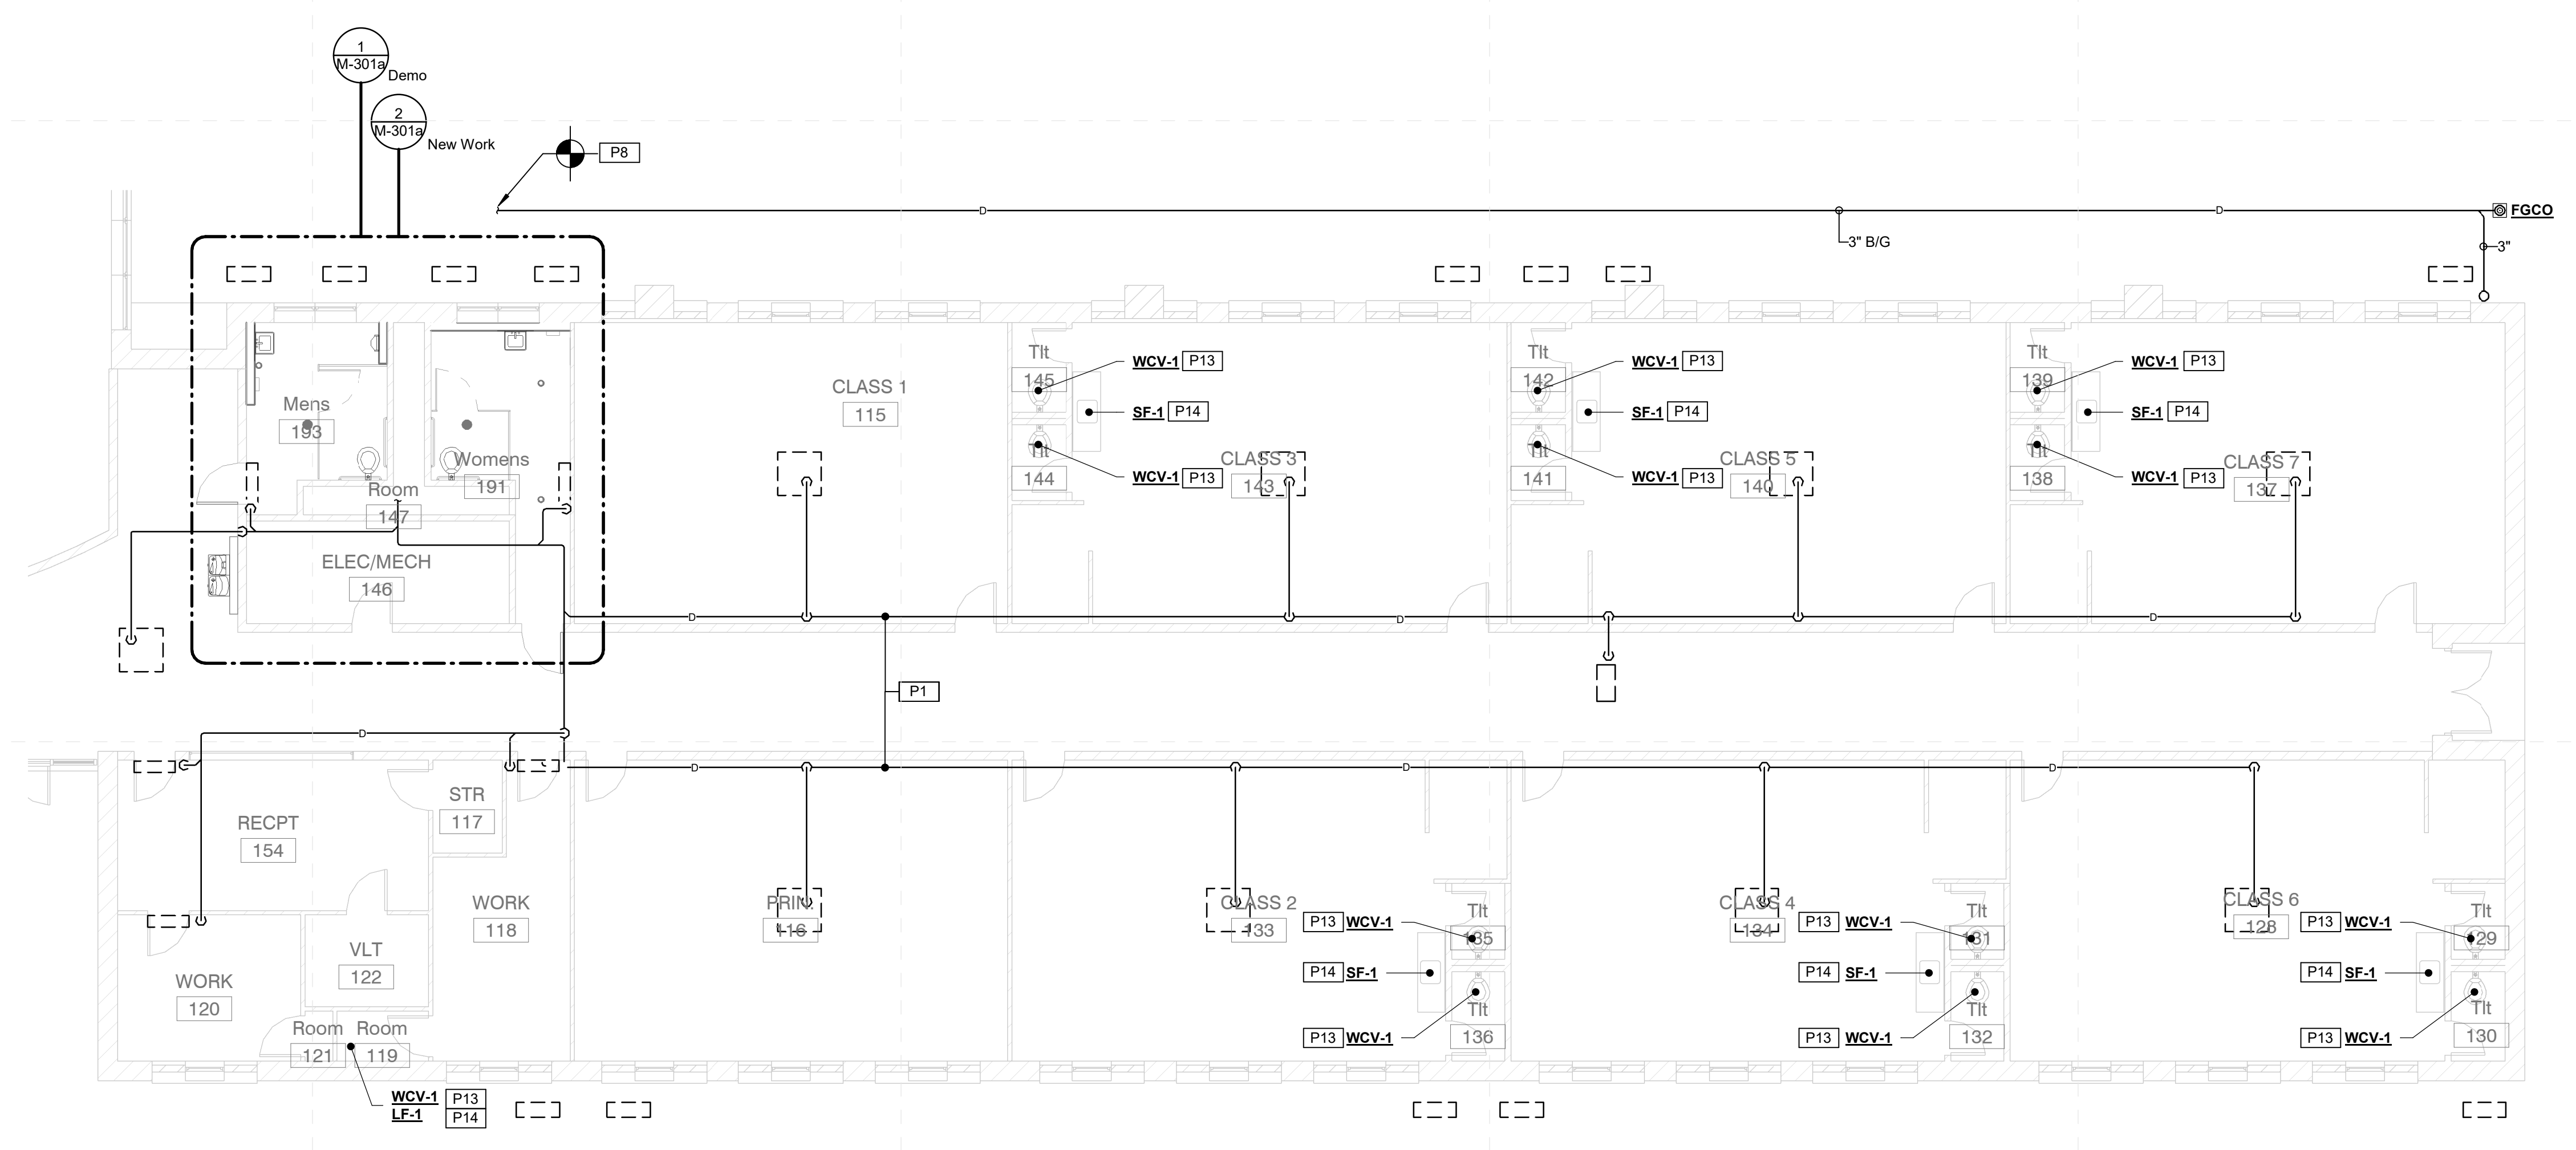 1
M-301a
Demo
2
M-301a
New Work
P8
D
D
FGCO
3" B/G
3"
Tlt
145
WCV-1 P13
SF-1 P14
Tlt
144
WCV-1 P13
Tlt
142
WCV-1 P13
SF-1 P14
Tlt
141
WCV-1 P13
Tlt
139
WCV-1 P13
SF-1 P14
Tlt
138
WCV-1 P13
Mens
193
Womens
191
Room
147
ELEC/MECH
146
CLASS 1
115
CLASS 3
143
CLASS 5
140
CLASS 7
137
D
D
D
P1
D
D
D
D
RECPT
154
STR
117
WORK
118
VLT
122
WORK
120
Room
121
Room
119
WCV-1 P13
LF-1 P14
PRIN.
116
CLASS 2
133
CLASS 4
134
CLASS 6
128
P13 WCV-1
Tlt
135
P14 SF-1
P13 WCV-1
Tlt
136
P13 WCV-1
Tlt
131
P14 SF-1
P13 WCV-1
Tlt
132
P13 WCV-1
Tlt
129
P14 SF-1
P13 WCV-1
Tlt
130